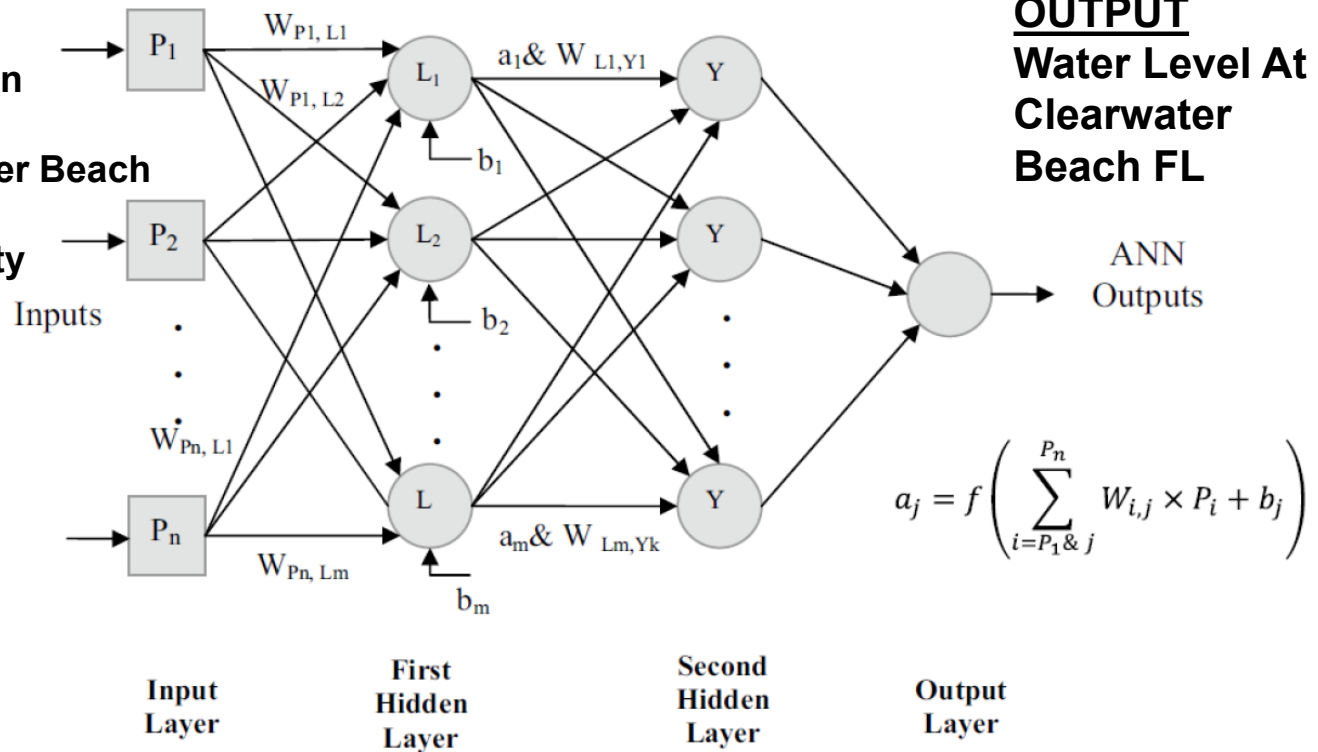 n
er Beach
ty
Inputs
P1
P2
Pn
WP1, L1
WP1, L2
WPn, L1
WPn, Lm
L1
L2
L
b1
b2
bm
a1& W L1,Y1
am& W Lm,Yk
Y
Y
Y
OUTPUT
Water Level At
Clearwater
Beach FL
ANN
Outputs
aj = f ( ∑ Pn i=P1& j Wi,j × Pi + bj )
Input
Layer
First
Hidden
Layer
Second
Hidden
Layer
Output
Layer